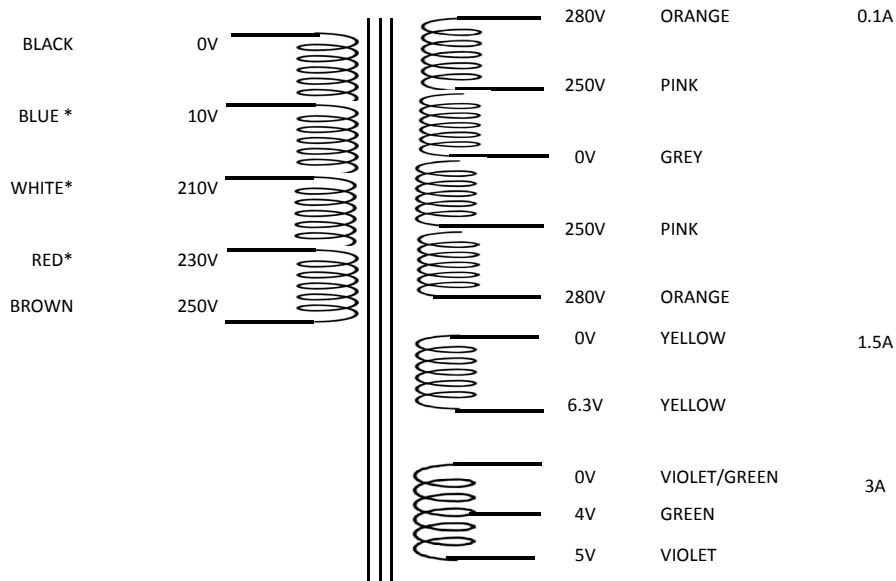 280V ORANGE 0.1A
BLACK 0V
250V PINK
BLUE * 10V
0V GREY
WHITE* 210V
250V PINK
RED* 230V
280V ORANGE
BROWN 250V
0V YELLOW 1.5A
6.3V YELLOW
0V VIOLET/GREEN
3A
4V GREEN
5V VIOLET